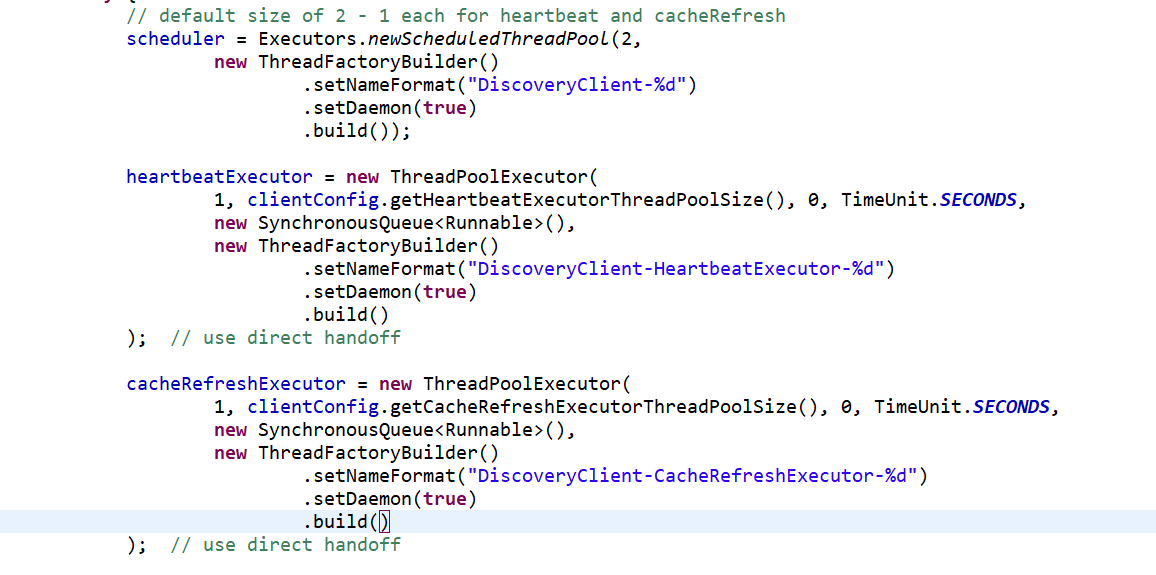 // default size of 2 - 1 each for heartbeat and cacheRefresh
scheduler = Executors.newScheduledThreadPool(2,
new ThreadFactoryBuilder()
.setNameFormat("DiscoveryClient-%d")
.setDaemon(true)
.build());
heartbeatExecutor = new ThreadPoolExecutor(
1, clientConfig.getHeartbeatExecutorThreadPoolSize(), 0, TimeUnit.SECONDS,
new SynchronousQueue<Runnable>(),
new ThreadFactoryBuilder()
.setNameFormat("DiscoveryClient-HeartbeatExecutor-%d")
.setDaemon(true)
.build()
);  // use direct handoff
cacheRefreshExecutor = new ThreadPoolExecutor(
1, clientConfig.getCacheRefreshExecutorThreadPoolSize(), 0, TimeUnit.SECONDS,
new SynchronousQueue<Runnable>(),
new ThreadFactoryBuilder()
.setNameFormat("DiscoveryClient-CacheRefreshExecutor-%d")
.setDaemon(true)
.build()
);  // use direct handoff